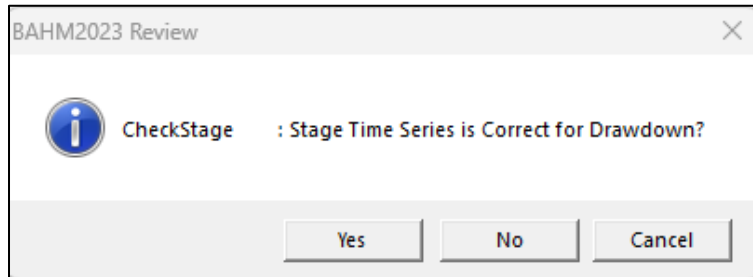 BAHM2023 Review
CheckStage : Stage Time Series is Correct for Drawdown?
Yes No Cancel